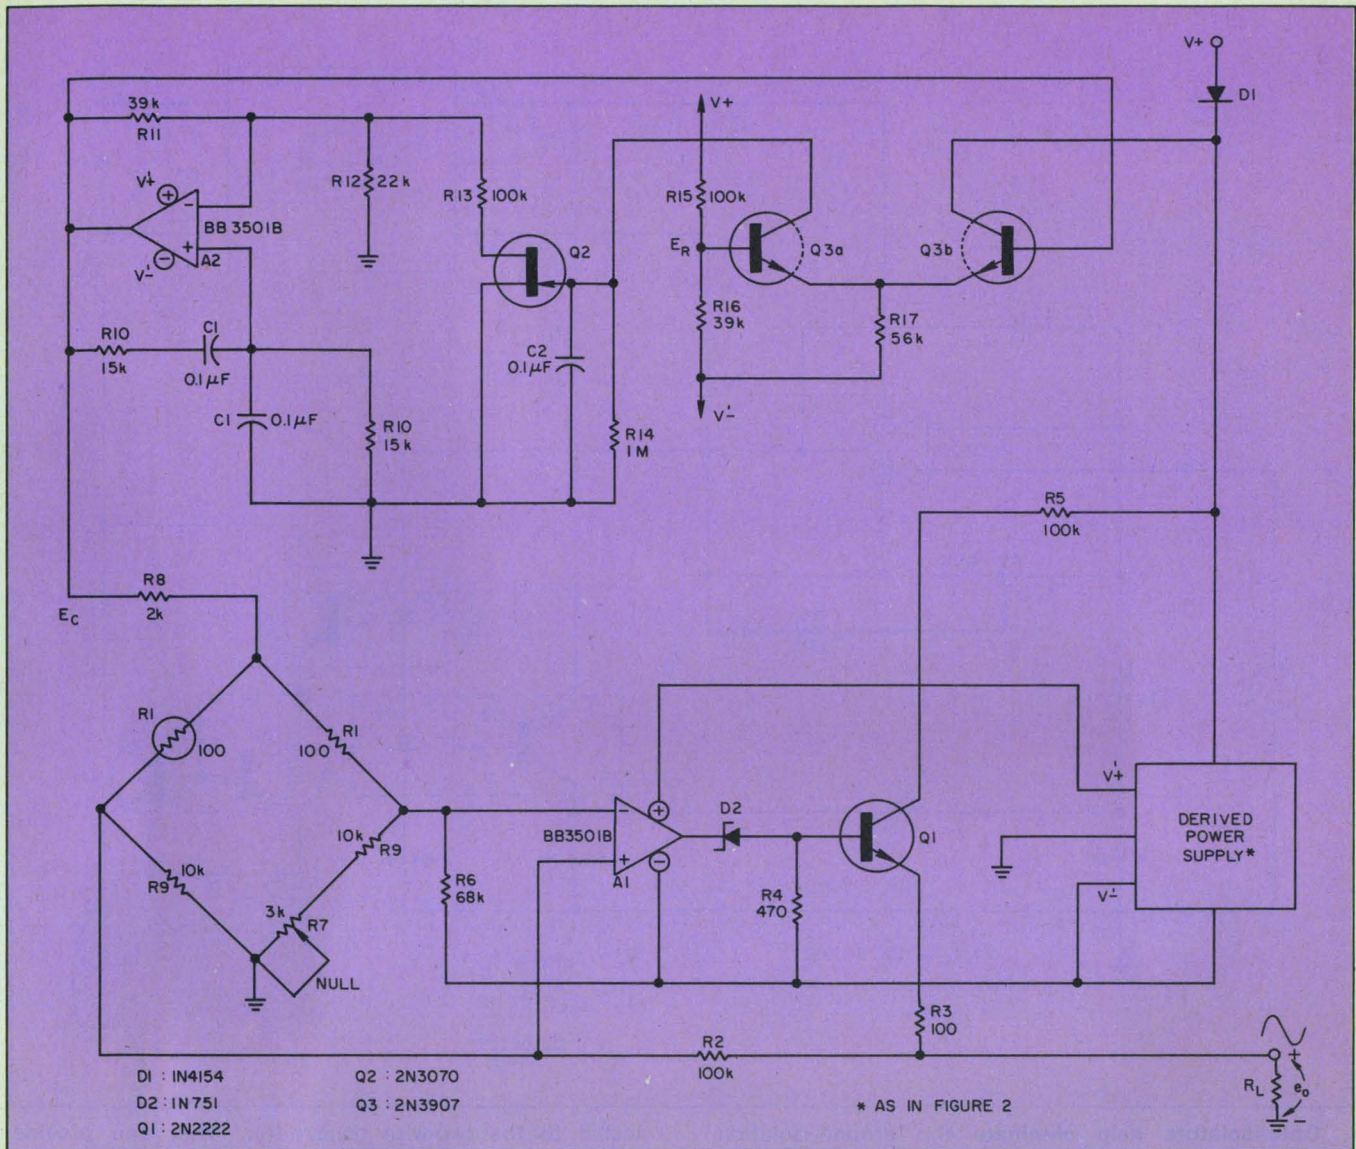 V+
D1
39k
R11
V'+
+
−
BB3501B
+
A2
−
V'−
R12 22k
R13 100k
Q2
V+
R15 100k
E_R
Q3a
Q3b
R16
39k
R17
56k
V'−
R10
15k
C1
0.1μF
C1 0.1μF
R10
15k
C2
0.1μF
R14
1M
R5
100k
R8
2k
E_C
R1
100
R1
100
10k
R9
10k
R9
3k
R7
NULL
R6
68k
−
+
BB3501B
+
−
A1
D2
R4
470
Q1
V'+
V'−
DERIVED
POWER
SUPPLY*
R3
100
R2
100k
R_L
+
e_o
−
D1 : 1N4154
D2 : 1N751
Q1 : 2N2222
Q2 : 2N3070
Q3 : 2N3907
* AS IN FIGURE 2